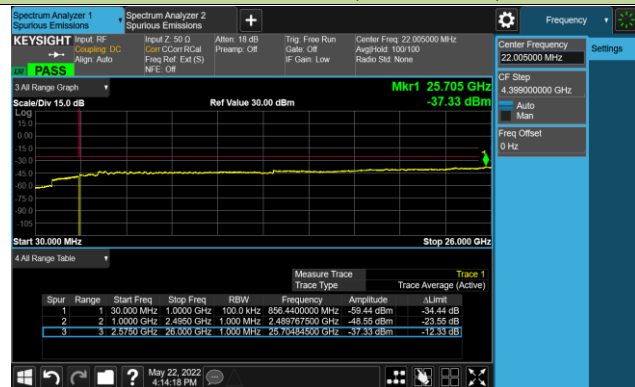 Spectrum Analyzer 1
Spurious Emissions
Spectrum Analyzer 2
Spurious Emissions
+
Frequency
KEYSIGHT
Input: RF
Coupling: DC
Align: Auto
Input Z: 50 Ω
Corr CCorr RCal
Freq Ref: Ext (S)
NFE: Off
Atten: 18 dB
Preamp: Off
Trig: Free Run
Gate: Off
IF Gain: Low
Center Freq: 22.005000 MHz
Avg|Hold: 100/100
Radio Std: None
PASS
Center Frequency
22.005000 MHz
Settings
CF Step
4.399000000 GHz
Auto
Man
Freq Offset
0 Hz
3 All Range Graph
Mkr1 25.705 GHz
Scale/Div 15.0 dB
Ref Value 30.00 dBm
-37.33 dBm
Log
15.0
0.00
-15.0
-30.0
-45.0
-60.0
-75.0
-90.0
-105
1
Start 30.000 MHz
Stop 26.000 GHz
4 All Range Table
Measure Trace Trace 1
Trace Type Trace Average (Active)
Spur Range Start Freq Stop Freq RBW Frequency Amplitude ΔLimit
1 1 30.000 MHz 1.0000 GHz 100.0 kHz 856.4400000 MHz -59.44 dBm -34.44 dB
2 2 1.0000 GHz 2.4950 GHz 1.000 MHz 2.489767500 GHz -48.55 dBm -23.55 dB
3 3 2.5750 GHz 26.000 GHz 1.000 MHz 25.70484500 GHz -37.33 dBm -12.33 dB
?
May 22, 2022
4:14:18 PM